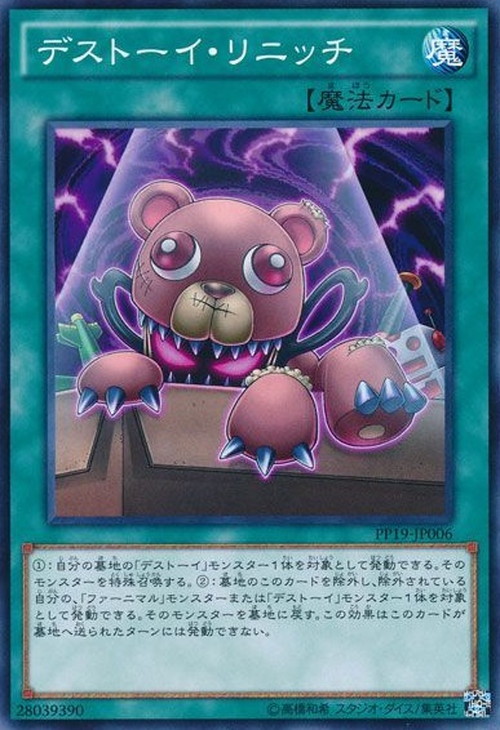 デストーイ・リニッチ
魔
【魔法カード】
PP19-JP006
①：自分の墓地の「デストーイ」モンスター１体を対象として発動できる。その
モンスターを特殊召喚する。②：墓地のこのカードを除外し、除外されている
自分の、「ファーニマル」モンスターまたは「デストーイ」モンスター１体を対象
として発動できる。そのモンスターを墓地に戻す。この効果はこのカードが
墓地へ送られたターンには発動できない。
28039390
©高橋和希 スタジオ・ダイス/集英社